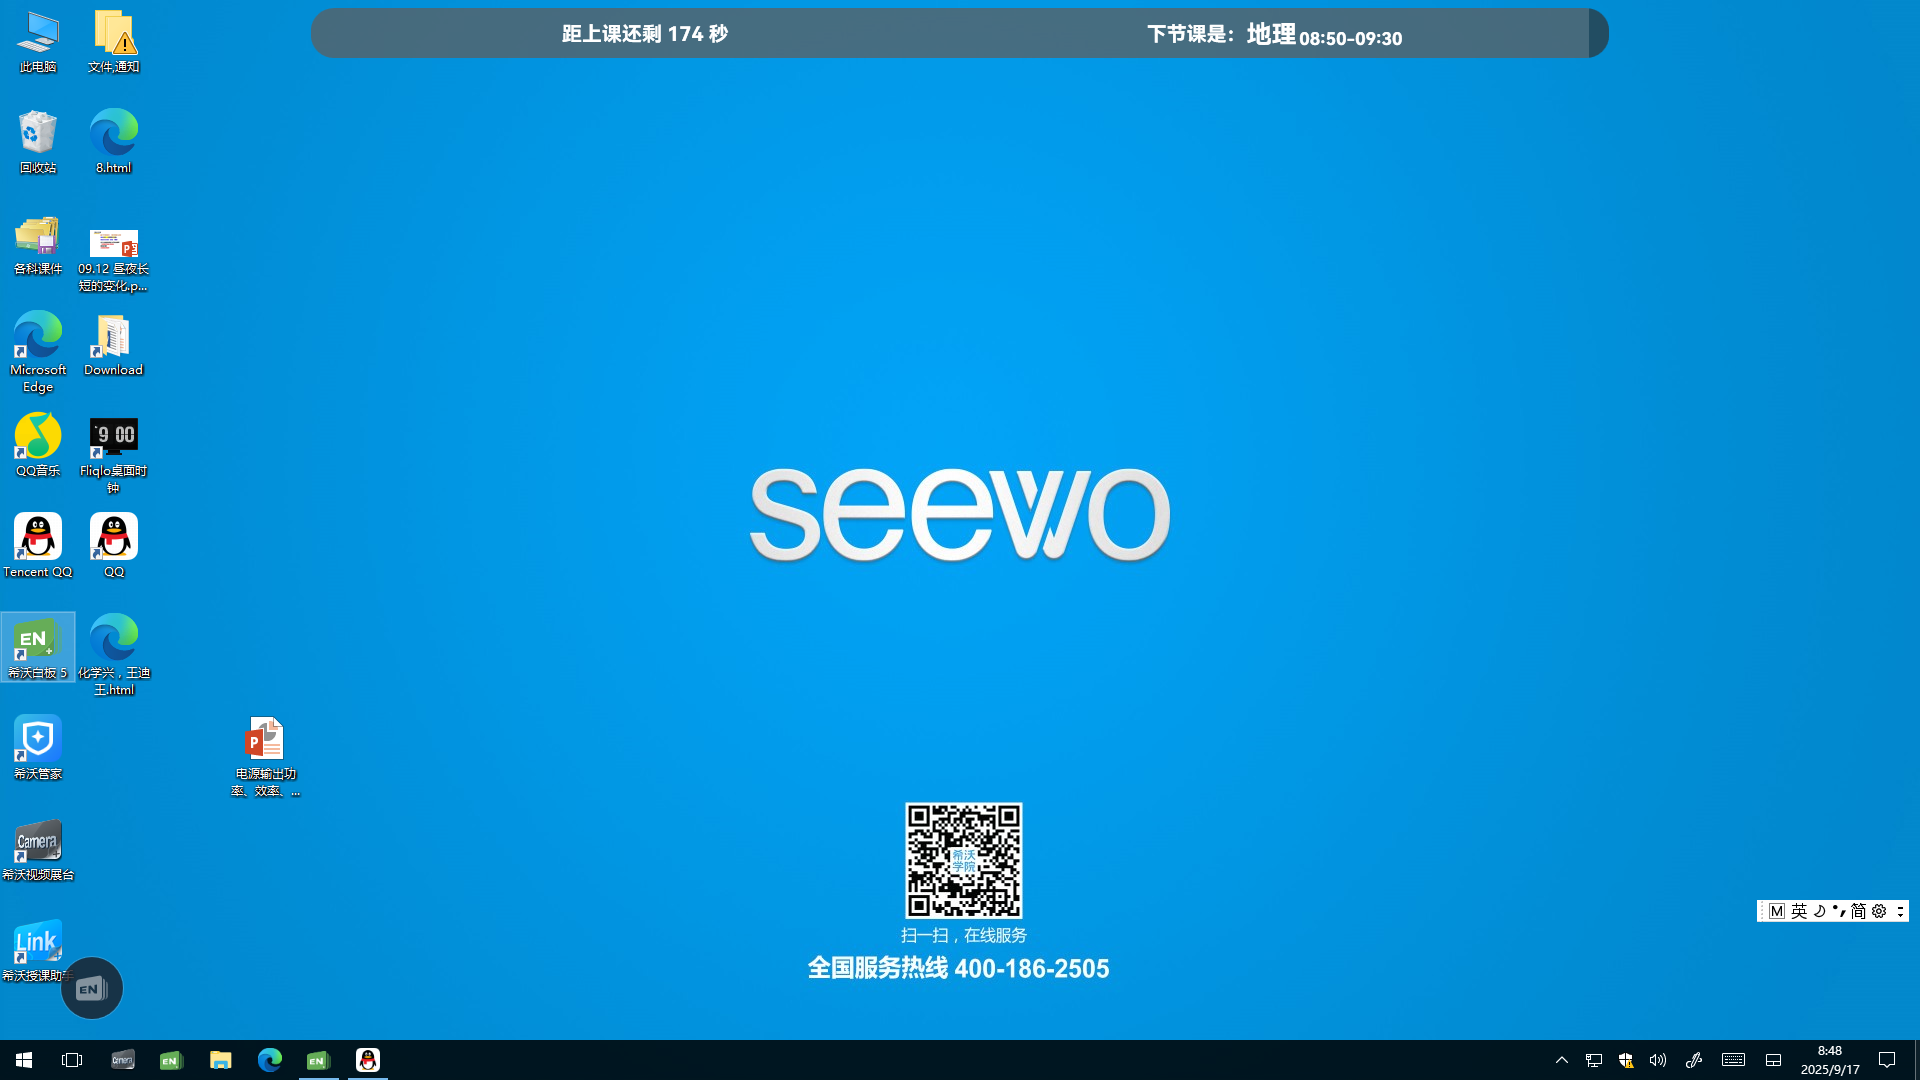 距上课还剩 174 秒
下节课是：地理 08:50-09:30
此电脑
文件,通知
回收站
8.html
各科课件
09.12 昼夜长
短的变化.p...
Microsoft
Edge
Download
QQ音乐
9 00
Fliqlo桌面时
钟
Tencent QQ
QQ
EN
希沃白板 5
化学兴，王迪
王.html
希沃管家
P
电源输出功
率、效率、...
Camera
希沃视频展台
Link
希沃授课助手
EN
seewo
希沃
学院
扫一扫，在线服务
全国服务热线 400-186-2505
M 英 简
Camera
EN
EN
8:48
2025/9/17